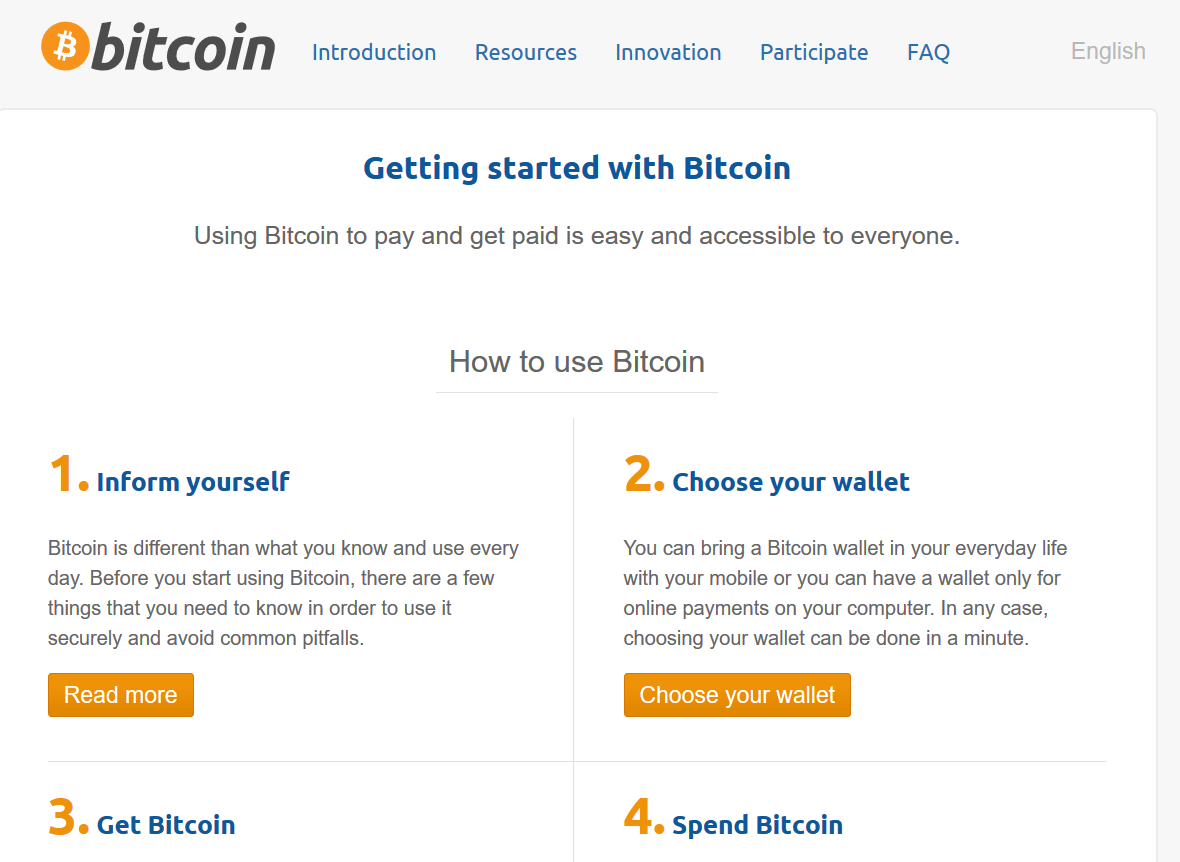 bitcoin
Introduction
Resources
Innovation
Participate
FAQ
English
Getting started with Bitcoin
Using Bitcoin to pay and get paid is easy and accessible to everyone.
How to use Bitcoin
1. Inform yourself
Bitcoin is different than what you know and use every
day. Before you start using Bitcoin, there are a few
things that you need to know in order to use it
securely and avoid common pitfalls.
Read more
2. Choose your wallet
You can bring a Bitcoin wallet in your everyday life
with your mobile or you can have a wallet only for
online payments on your computer. In any case,
choosing your wallet can be done in a minute.
Choose your wallet
3. Get Bitcoin
4. Spend Bitcoin